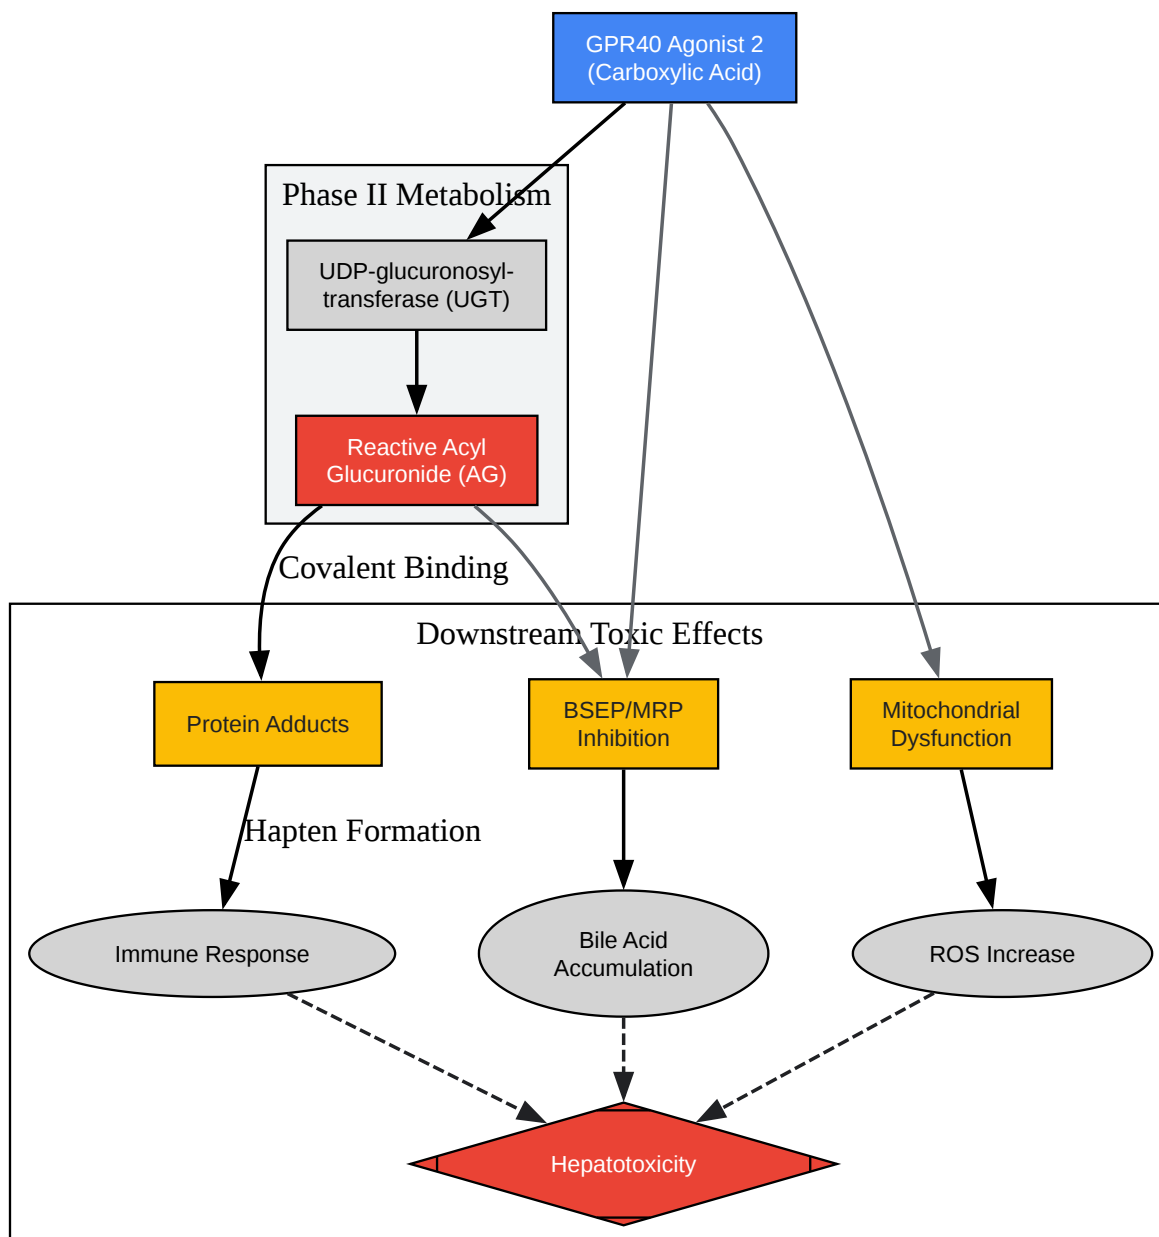 GPR40 Agonist 2
(Carboxylic Acid)
Phase II Metabolism
UDP-glucuronosyl-
transferase (UGT)
Reactive Acyl
Glucuronide (AG)
Covalent Binding
Downstream Toxic Effects
Protein Adducts
BSEP/MRP
Inhibition
Mitochondrial
Dysfunction
Hapten Formation
Immune Response
Bile Acid
Accumulation
ROS Increase
Hepatotoxicity